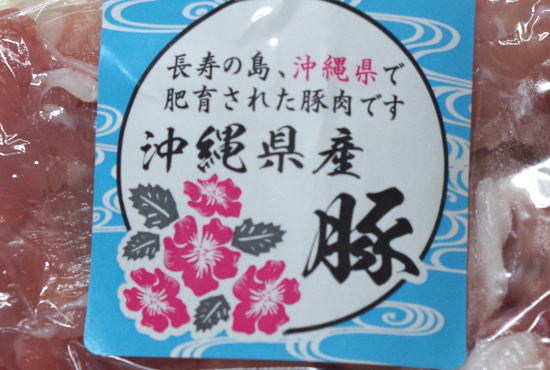 長寿の島、沖縄県で
肥育された豚肉です
沖縄県産
豚